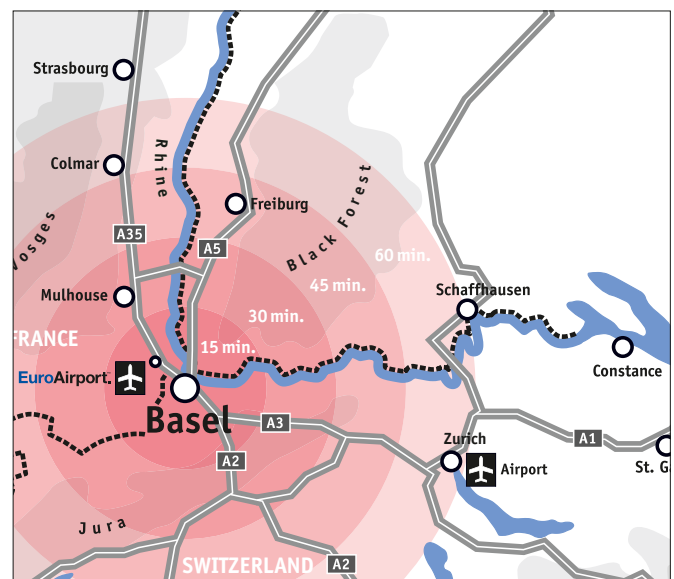 Strasbourg
Rhine
Colmar
Black Forest
Freiburg
Vosges
A35
A5
60 min.
45 min.
Mulhouse
Schaffhausen
30 min.
FRANCE
15 min.
Constance
EuroAirport.
Basel
A3
A1
Zurich
A2
Airport
St. G
Jura
SWITZERLAND
A2